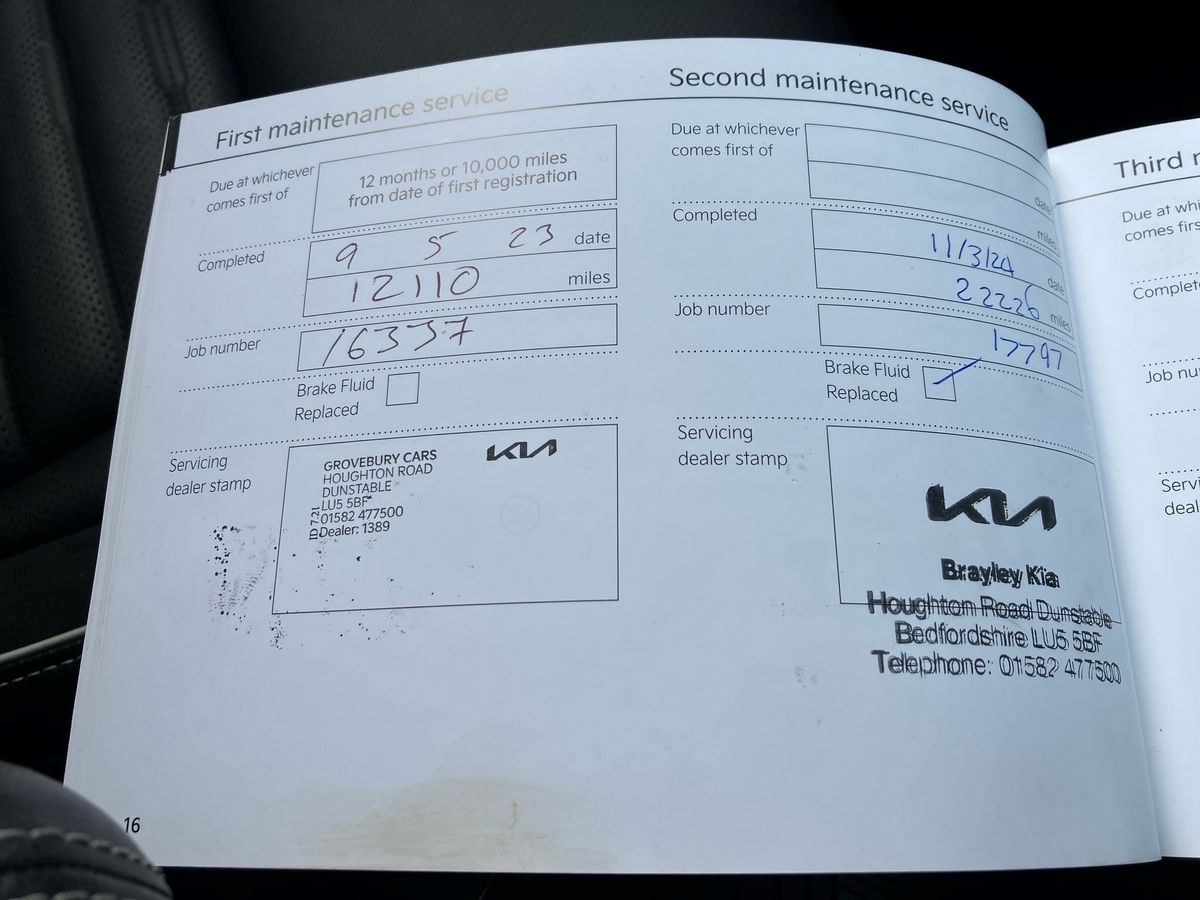 First maintenance service
Due at whichever
comes first of
12 months or 10,000 miles
from date of first registration
Completed
9 5 23 date
12110 miles
Job number
16337
Brake Fluid
Replaced
Servicing
dealer stamp
KIA
GROVEBURY CARS
HOUGHTON ROAD
DUNSTABLE
LU5 5BF
01582 477500
Dealer: 1389
ID 721
16
Second maintenance service
Due at whichever
comes first of
date
miles
Completed
11/3/24 date
22226 miles
Job number
17797
Brake Fluid
Replaced
Servicing
dealer stamp
KIA
Brayley Kia
Houghton Road Dunstable
Bedfordshire LU5 5BF
Telephone: 01582 477500
Third
Due at whi
comes firs
Complet
Job nu
Servi
deal